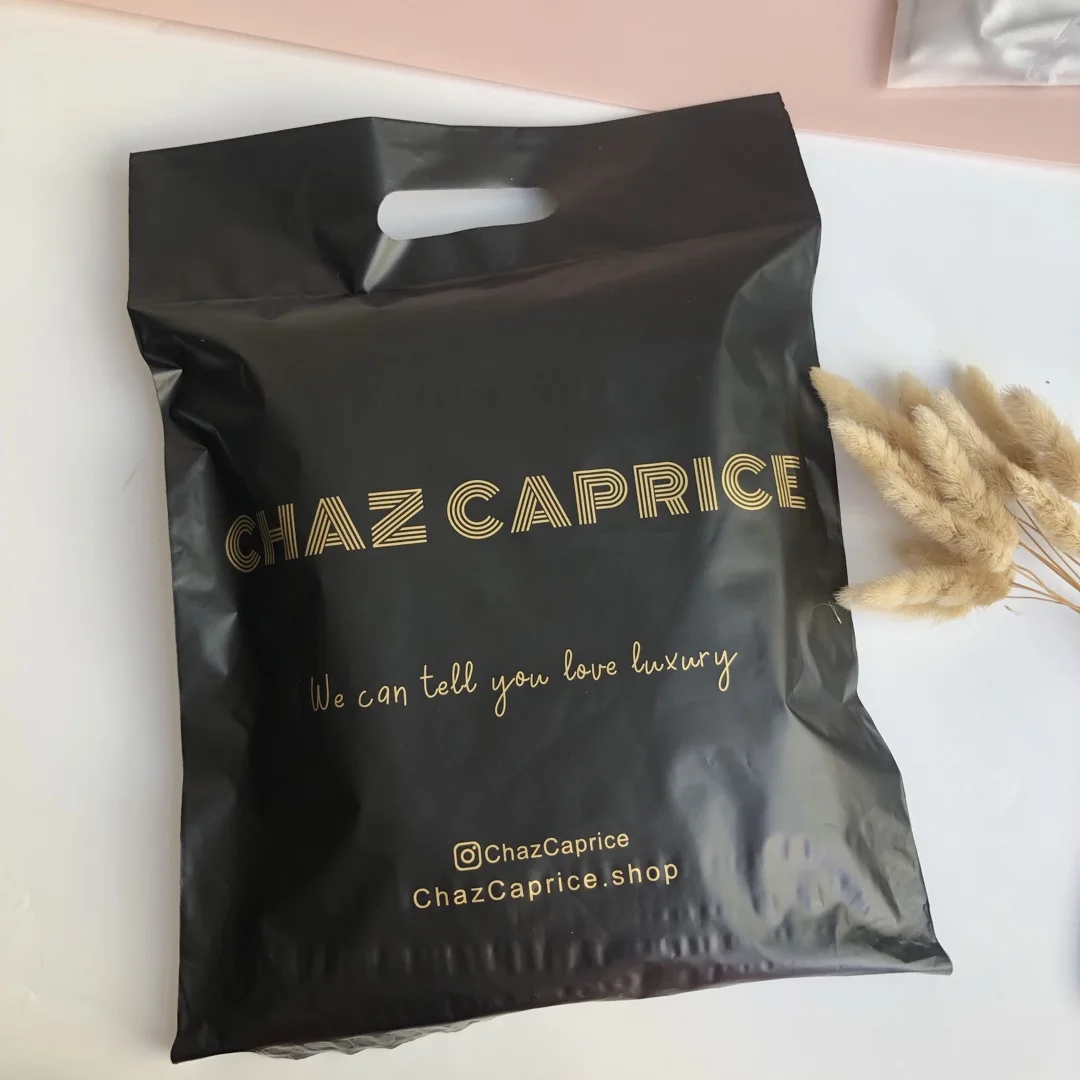 CHAZ CAPRICE
We can tell you love luxury
ChazCaprice
ChazCaprice.shop